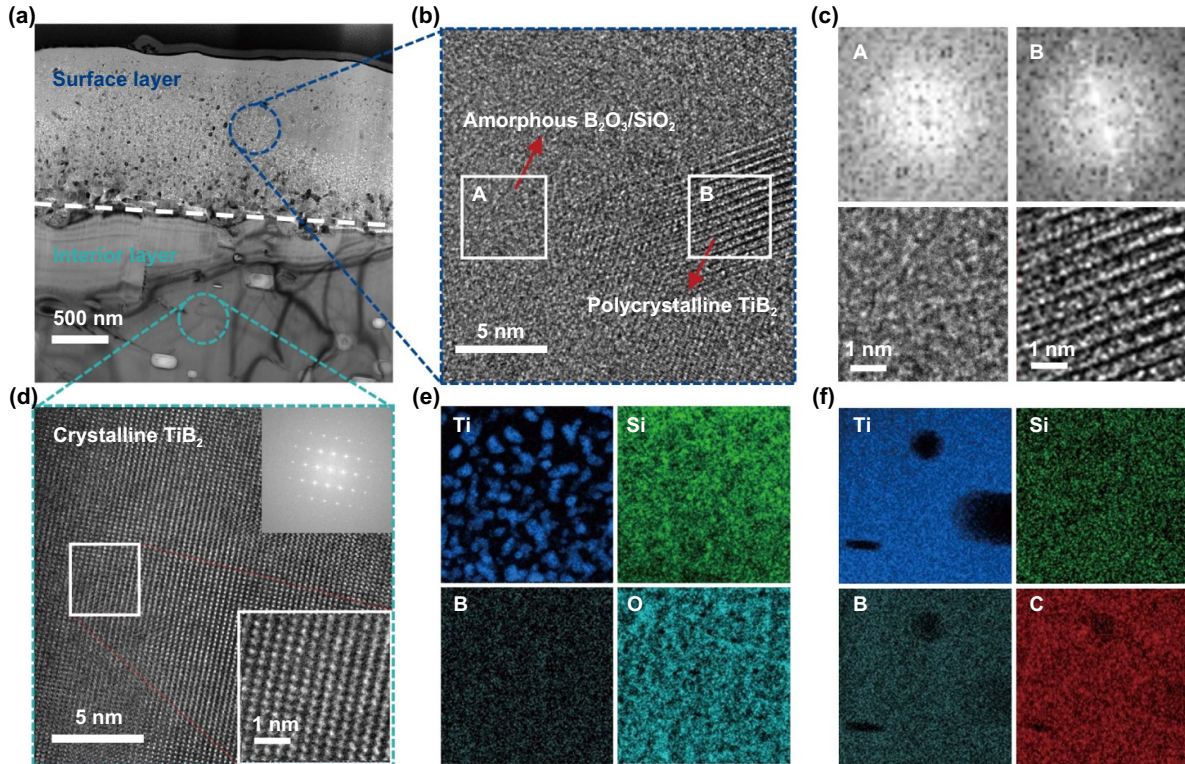 (a)
Surface layer
Interior layer
500 nm
(b)
Amorphous B₂O₃/SiO₂
A
B
Polycrystalline TiB₂
5 nm
(c)
A
B
1 nm
1 nm
(d)
Crystalline TiB₂
5 nm
1 nm
(e)
Ti
Si
B
O
(f)
Ti
Si
B
C